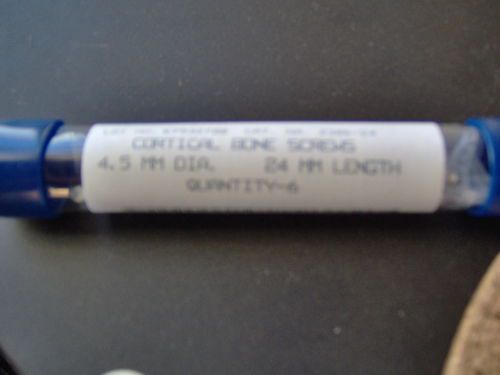 CORTICAL BONE SCREWS
4.5 MM DIA. 24 MM LENGTH
QUANTITY-6